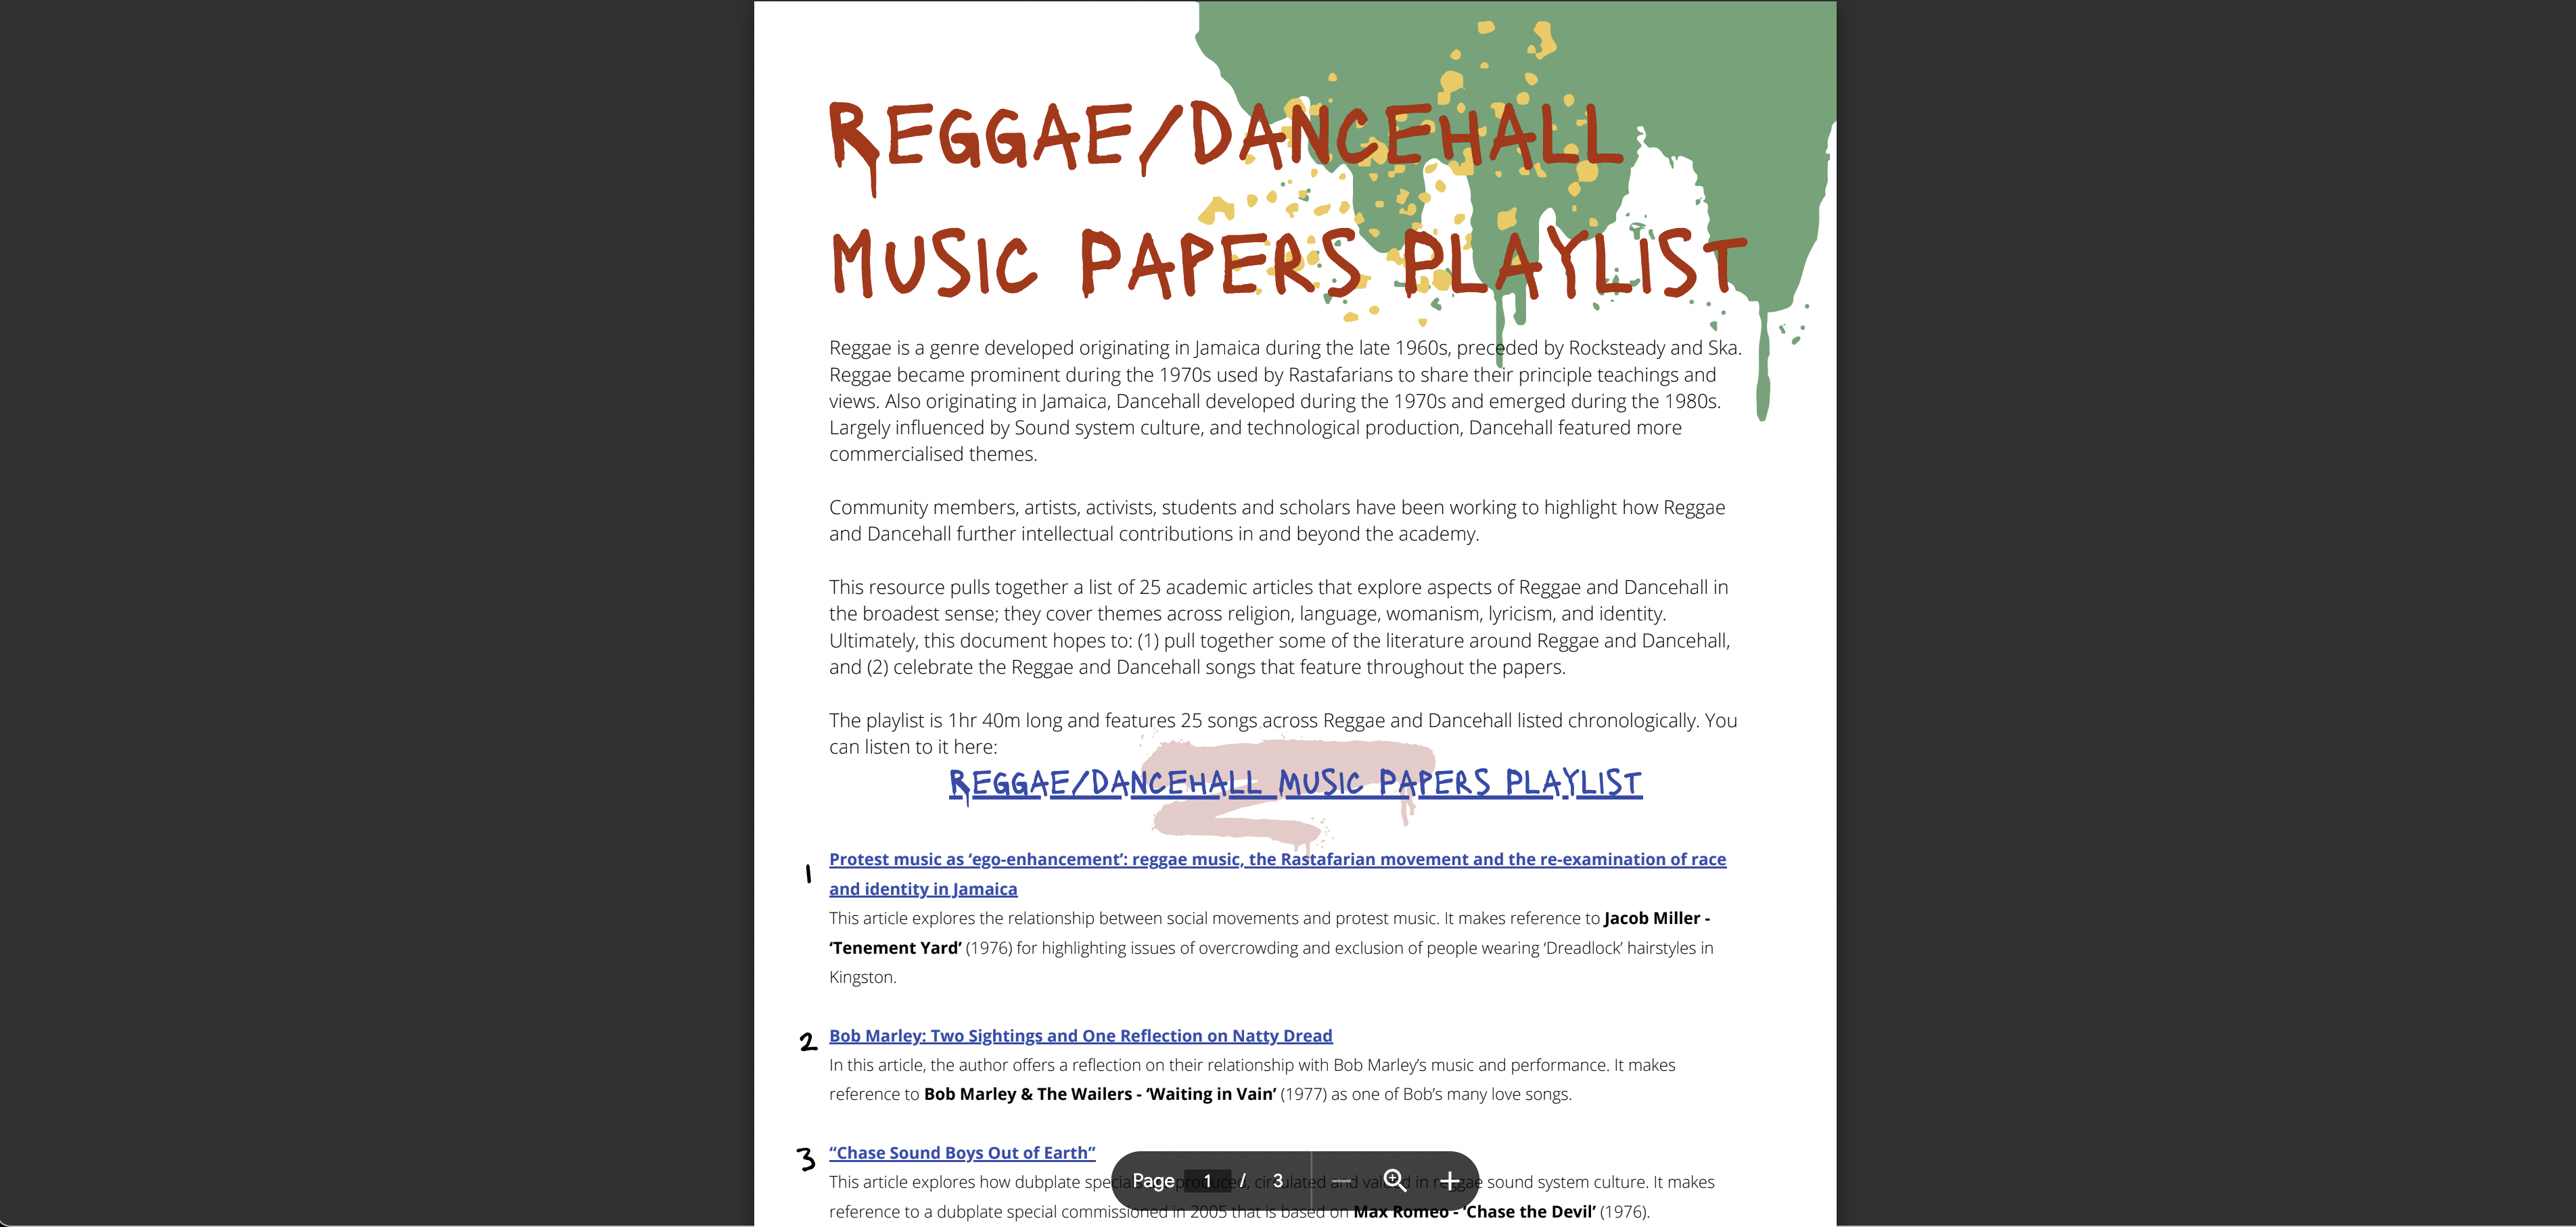 REGGAE/DANCEHALL
MUSIC PAPERS PLAYLIST
Reggae is a genre developed originating in Jamaica during the late 1960s, preceded by Rocksteady and Ska.
Reggae became prominent during the 1970s used by Rastafarians to share their principle teachings and
views. Also originating in Jamaica, Dancehall developed during the 1970s and emerged during the 1980s.
Largely influenced by Sound system culture, and technological production, Dancehall featured more
commercialised themes.
Community members, artists, activists, students and scholars have been working to highlight how Reggae
and Dancehall further intellectual contributions in and beyond the academy.
This resource pulls together a list of 25 academic articles that explore aspects of Reggae and Dancehall in
the broadest sense; they cover themes across religion, language, womanism, lyricism, and identity.
Ultimately, this document hopes to: (1) pull together some of the literature around Reggae and Dancehall,
and (2) celebrate the Reggae and Dancehall songs that feature throughout the papers.
The playlist is 1hr 40m long and features 25 songs across Reggae and Dancehall listed chronologically. You
can listen to it here:
REGGAE/DANCEHALL MUSIC PAPERS PLAYLIST
1 Protest music as ‘ego-enhancement’: reggae music, the Rastafarian movement and the re-examination of race
and identity in Jamaica
This article explores the relationship between social movements and protest music. It makes reference to Jacob Miller -
‘Tenement Yard’ (1976) for highlighting issues of overcrowding and exclusion of people wearing ‘Dreadlock’ hairstyles in
Kingston.
2 Bob Marley: Two Sightings and One Reflection on Natty Dread
In this article, the author offers a reflection on their relationship with Bob Marley’s music and performance. It makes
reference to Bob Marley & The Wailers - ‘Waiting in Vain’ (1977) as one of Bob’s many love songs.
3 “Chase Sound Boys Out of Earth”
This article explores how dubplate specials are produced, circulated and valued in reggae sound system culture. It makes
reference to a dubplate special commissioned in 2005 that is based on Max Romeo - ‘Chase the Devil’ (1976).
Page 1 / 3